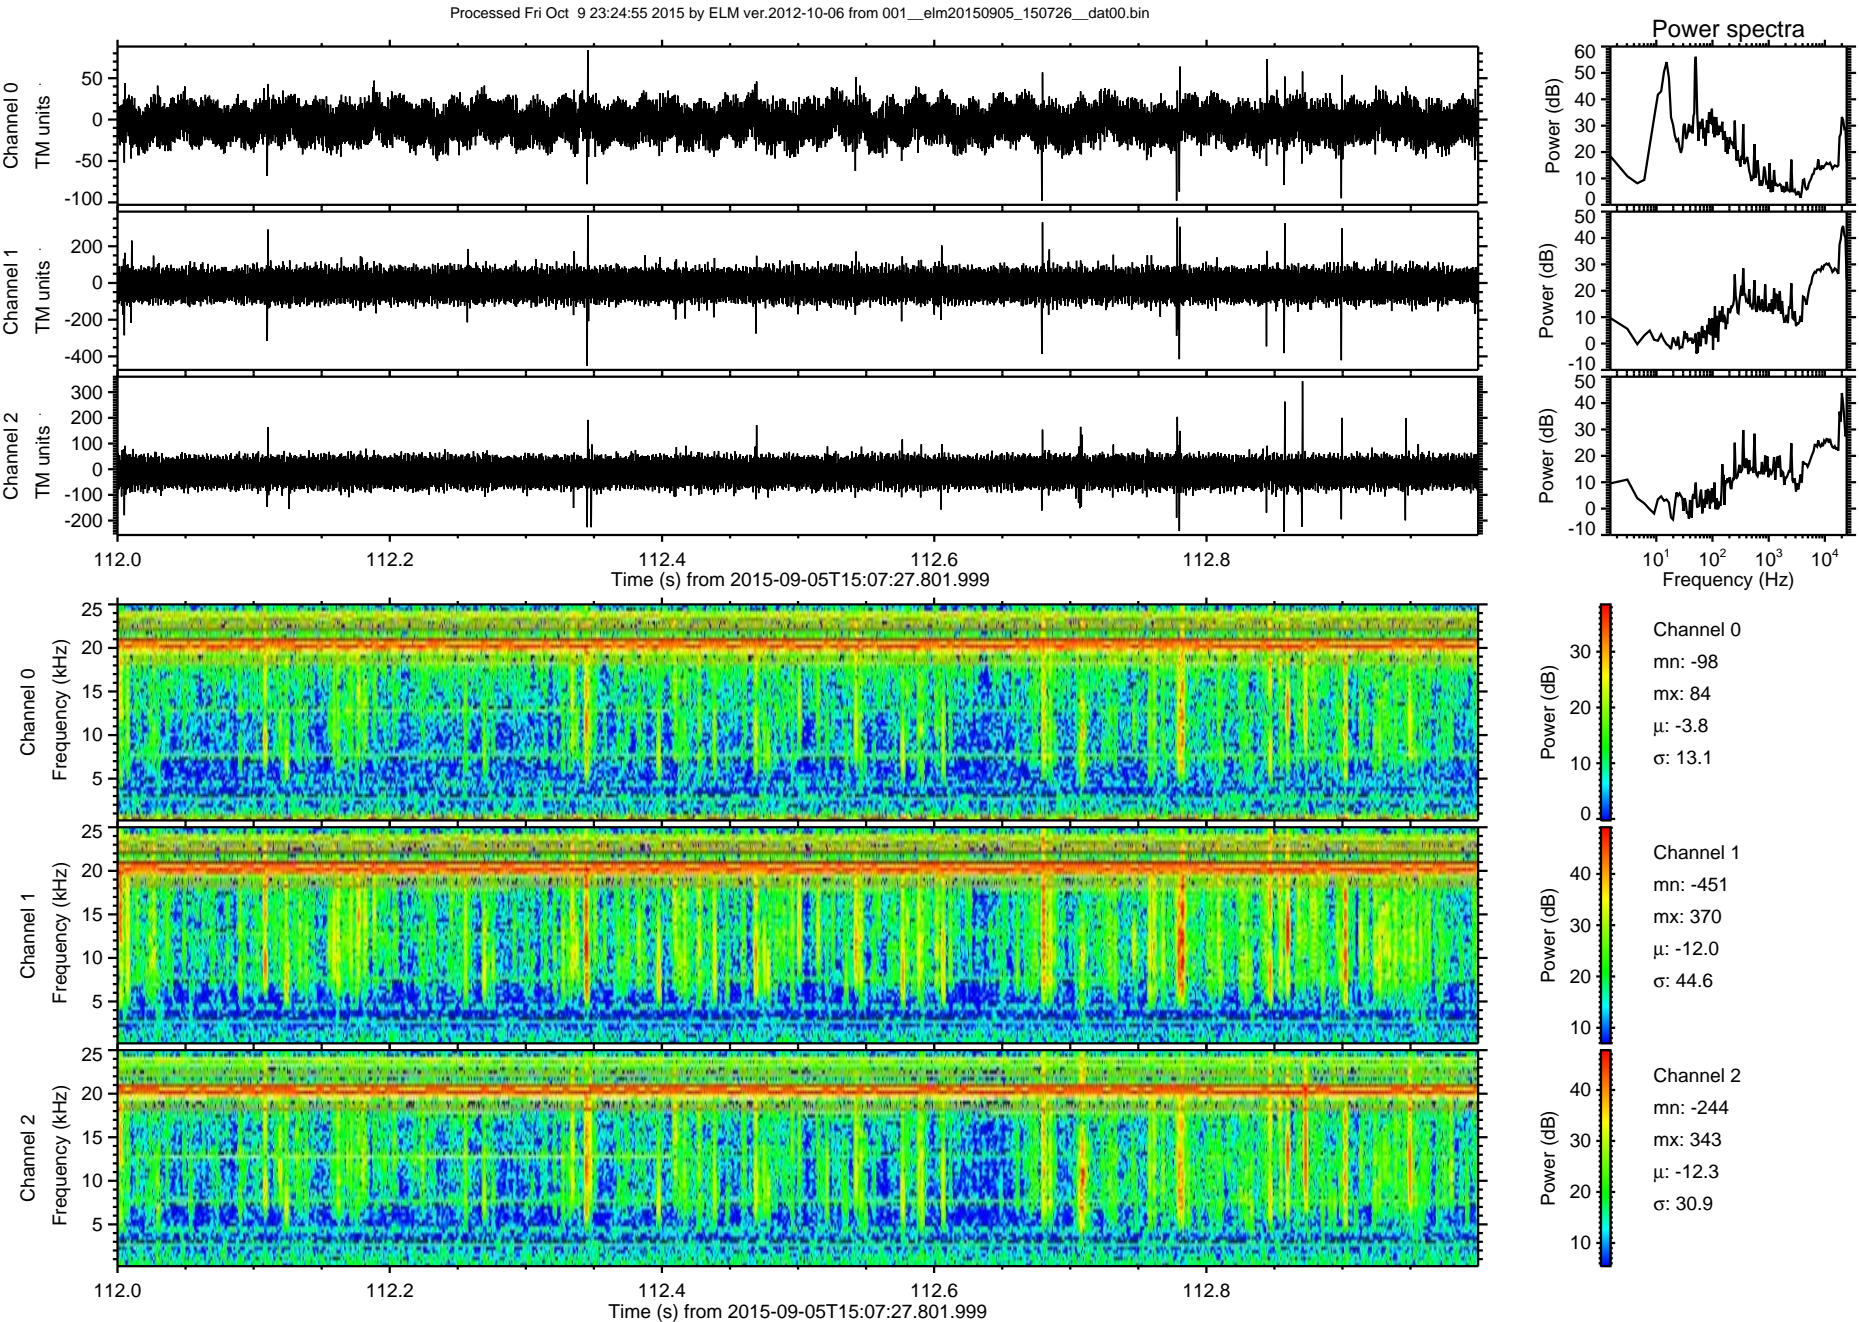 Processed Fri Oct  9 23:24:55 2015 by ELM ver.2012-10-06 from 001__elm20150905_150726__dat00.bin
Power spectra
Channel 0
TM units
50
0
-50
-100
Power (dB)
60
50
40
30
20
10
0
Channel 1
TM units
200
0
-200
-400
Power (dB)
50
40
30
20
10
0
-10
Channel 2
TM units
300
200
100
0
-100
-200
Power (dB)
50
40
30
20
10
0
-10
112.0 112.2 112.4 112.6 112.8
Time (s) from 2015-09-05T15:07:27.801.999
10^1 10^2 10^3 10^4
Frequency (Hz)
Channel 0
Frequency (kHz)
25
20
15
10
5
Power (dB)
30
20
10
0
Channel 0
mn: -98
mx: 84
μ: -3.8
σ: 13.1
Channel 1
Frequency (kHz)
25
20
15
10
5
Power (dB)
40
30
20
10
Channel 1
mn: -451
mx: 370
μ: -12.0
σ: 44.6
Channel 2
Frequency (kHz)
25
20
15
10
5
Power (dB)
40
30
20
10
Channel 2
mn: -244
mx: 343
μ: -12.3
σ: 30.9
112.0 112.2 112.4 112.6 112.8
Time (s) from 2015-09-05T15:07:27.801.999